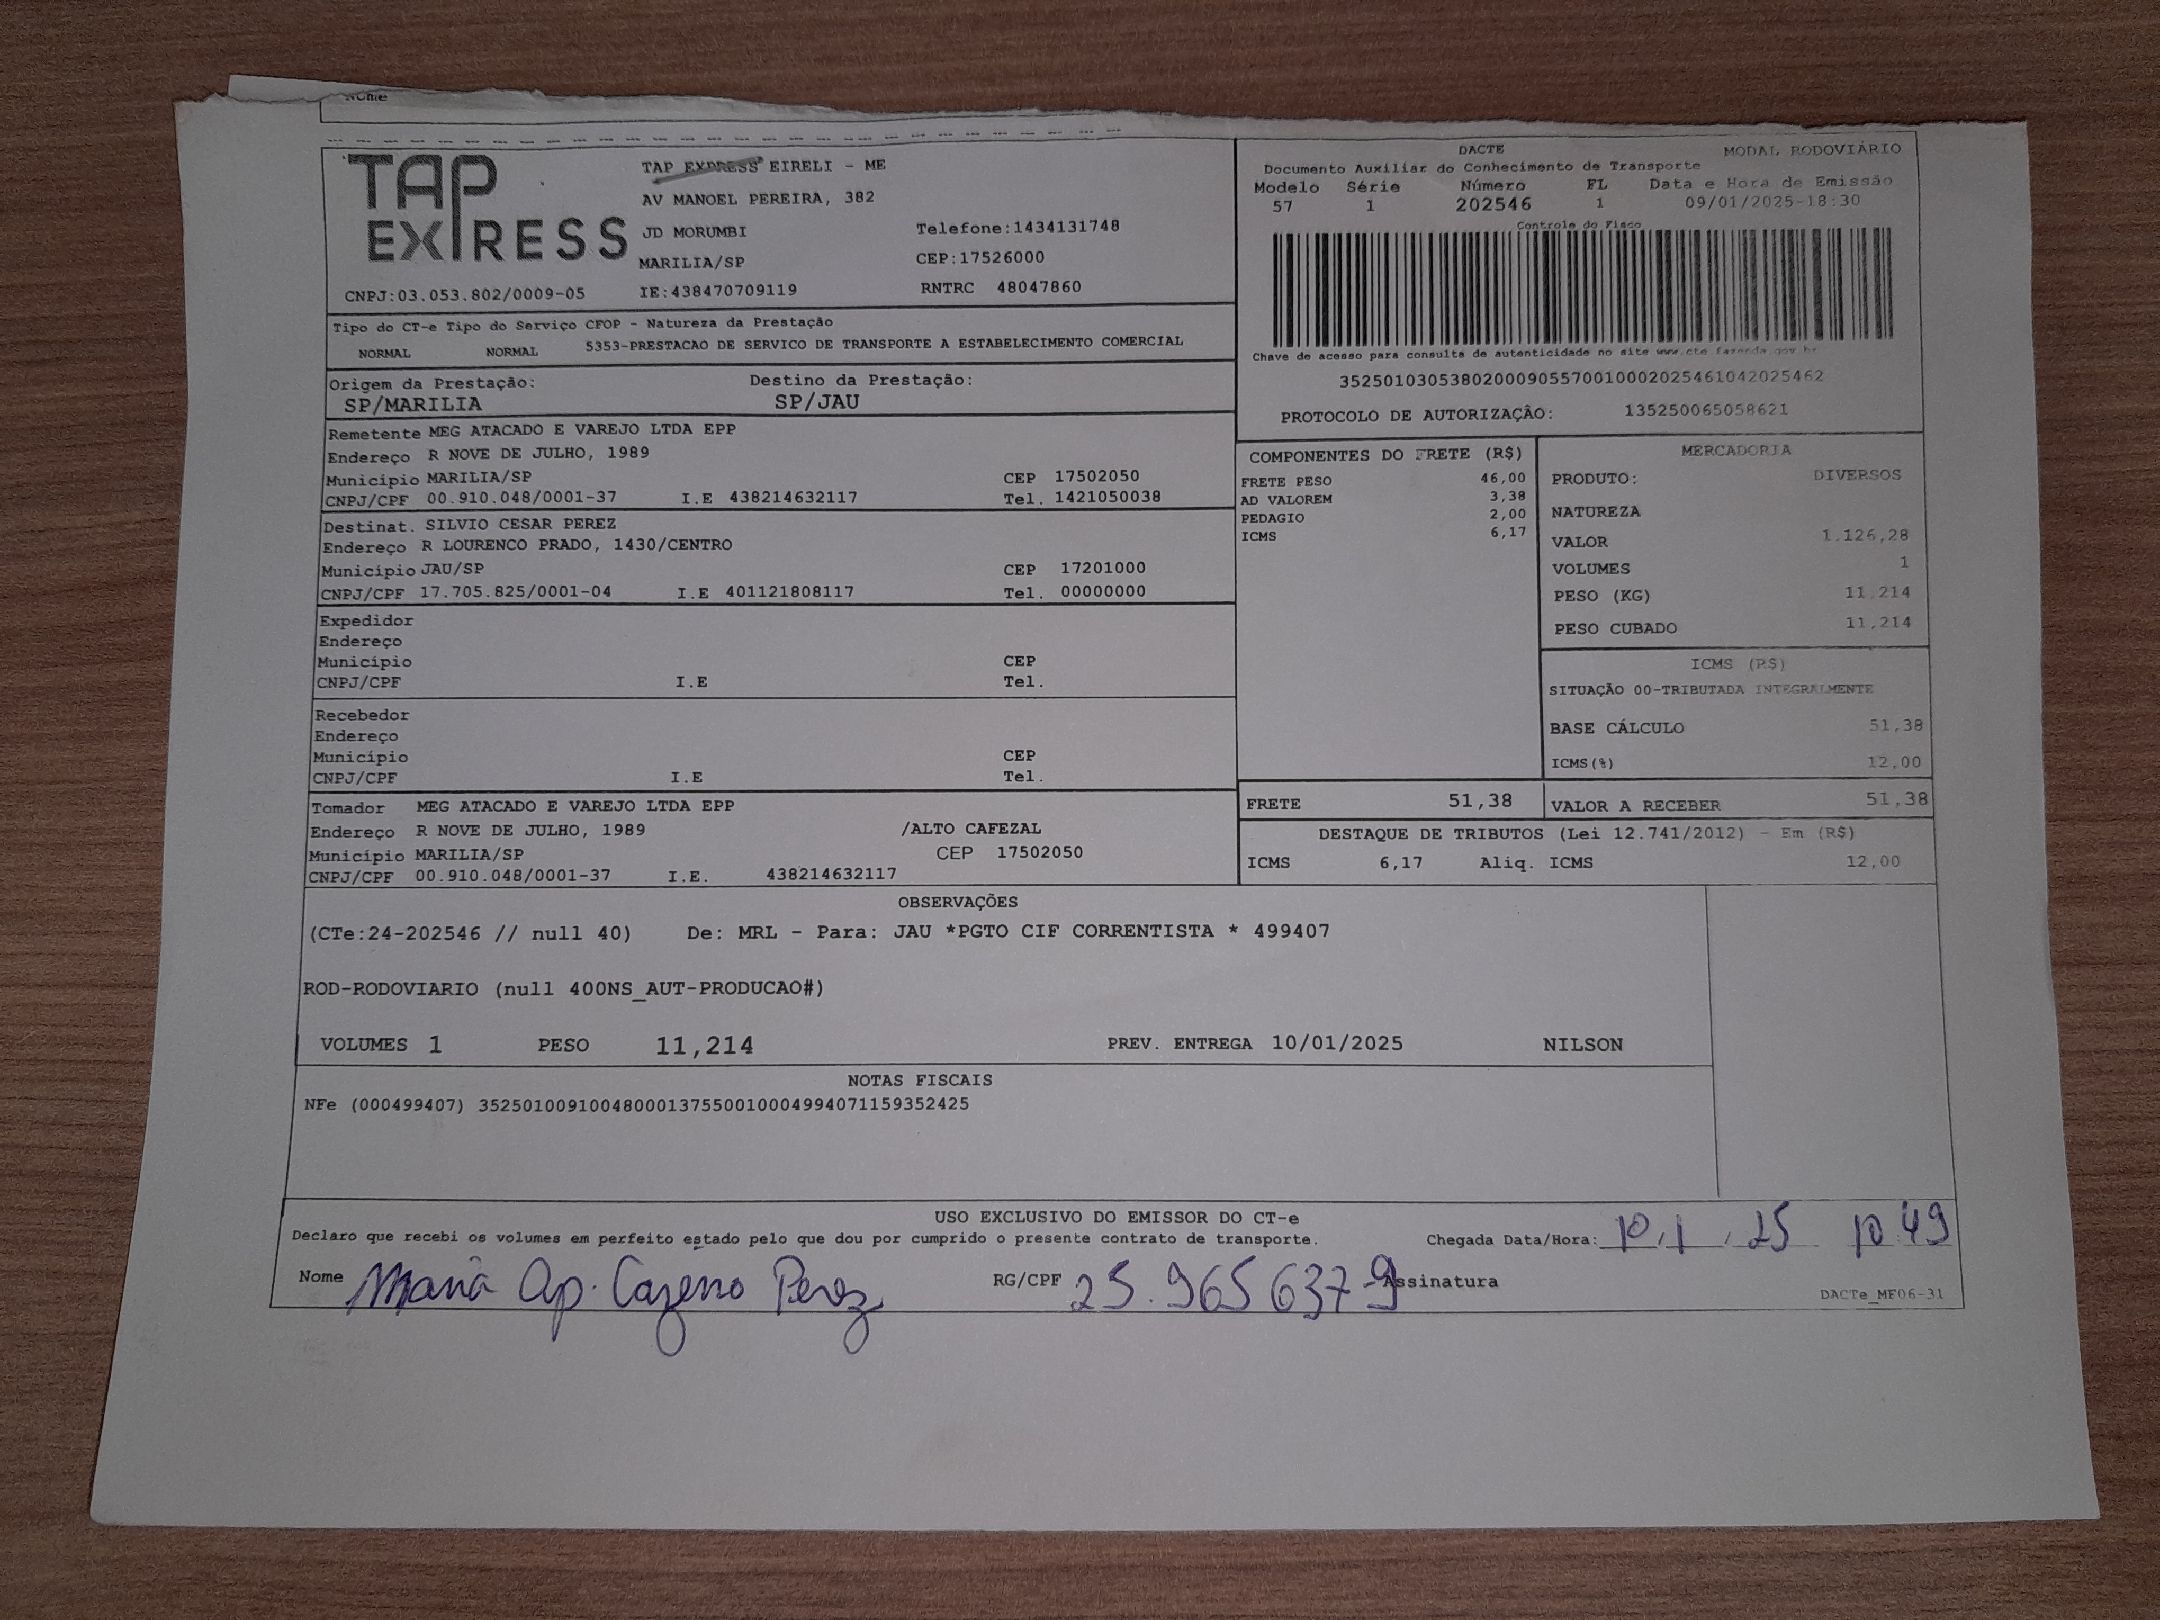 Nome
TAP
EXPRESS
TAP EXPRESS EIRELI - ME
AV MANOEL PEREIRA, 382
JD MORUMBI Telefone:1434131748
MARILIA/SP CEP:17526000
CNPJ:03.053.802/0009-05 IE:438470709119 RNTRC 48047860
DACTE MODAL RODOVIÁRIO
Documento Auxiliar do Conhecimento de Transporte
Modelo Série Número FL Data e Hora de Emissão
57 1 202546 1 09/01/2025-18:30
Controle do Fisco
Chave de acesso para consulta de autenticidade no site www.cte.fazenda.gov.br
35250103053802000905570010002025461042025462
PROTOCOLO DE AUTORIZAÇÃO: 135250065058621
Tipo do CT-e Tipo do Serviço CFOP - Natureza da Prestação
NORMAL NORMAL 5353-PRESTACAO DE SERVICO DE TRANSPORTE A ESTABELECIMENTO COMERCIAL
Origem da Prestação: Destino da Prestação:
SP/MARILIA SP/JAU
Remetente MEG ATACADO E VAREJO LTDA EPP
Endereço R NOVE DE JULHO, 1989
Município MARILIA/SP CEP 17502050
CNPJ/CPF 00.910.048/0001-37 I.E 438214632117 Tel. 1421050038
Destinat. SILVIO CESAR PEREZ
Endereço R LOURENCO PRADO, 1430/CENTRO
Município JAU/SP CEP 17201000
CNPJ/CPF 17.705.825/0001-04 I.E 401121808117 Tel. 00000000
Expedidor
Endereço
Município CEP
CNPJ/CPF I.E Tel.
Recebedor
Endereço
Município CEP
CNPJ/CPF I.E Tel.
Tomador MEG ATACADO E VAREJO LTDA EPP
Endereço R NOVE DE JULHO, 1989 /ALTO CAFEZAL
Município MARILIA/SP CEP 17502050
CNPJ/CPF 00.910.048/0001-37 I.E. 438214632117
COMPONENTES DO FRETE (R$)
FRETE PESO 46,00
AD VALOREM 3,38
PEDAGIO 2,00
ICMS 6,17
MERCADORIA
PRODUTO: DIVERSOS
NATUREZA
VALOR 1.126,28
VOLUMES 1
PESO (KG) 11,214
PESO CUBADO 11,214
ICMS (R$)
SITUAÇÃO 00-TRIBUTADA INTEGRALMENTE
BASE CÁLCULO 51,38
ICMS(%) 12,00
FRETE 51,38 VALOR A RECEBER 51,38
DESTAQUE DE TRIBUTOS (Lei 12.741/2012) - Em (R$)
ICMS 6,17 Aliq. ICMS 12,00
OBSERVAÇÕES
(CTe:24-202546 // null 40) De: MRL - Para: JAU *PGTO CIF CORRENTISTA * 499407
ROD-RODOVIARIO (null 400NS_AUT-PRODUCAO#)
VOLUMES 1 PESO 11,214 PREV. ENTREGA 10/01/2025 NILSON
NOTAS FISCAIS
NFe (000499407) 35250100910048000137550010004994071159352425
USO EXCLUSIVO DO EMISSOR DO CT-e
Declaro que recebi os volumes em perfeito estado pelo que dou por cumprido o presente contrato de transporte. Chegada Data/Hora: 10/1/25 10:49
Nome Maria Ap. Cazeno Perez RG/CPF 25.965637-9 Assinatura
DACTe_MF06-31